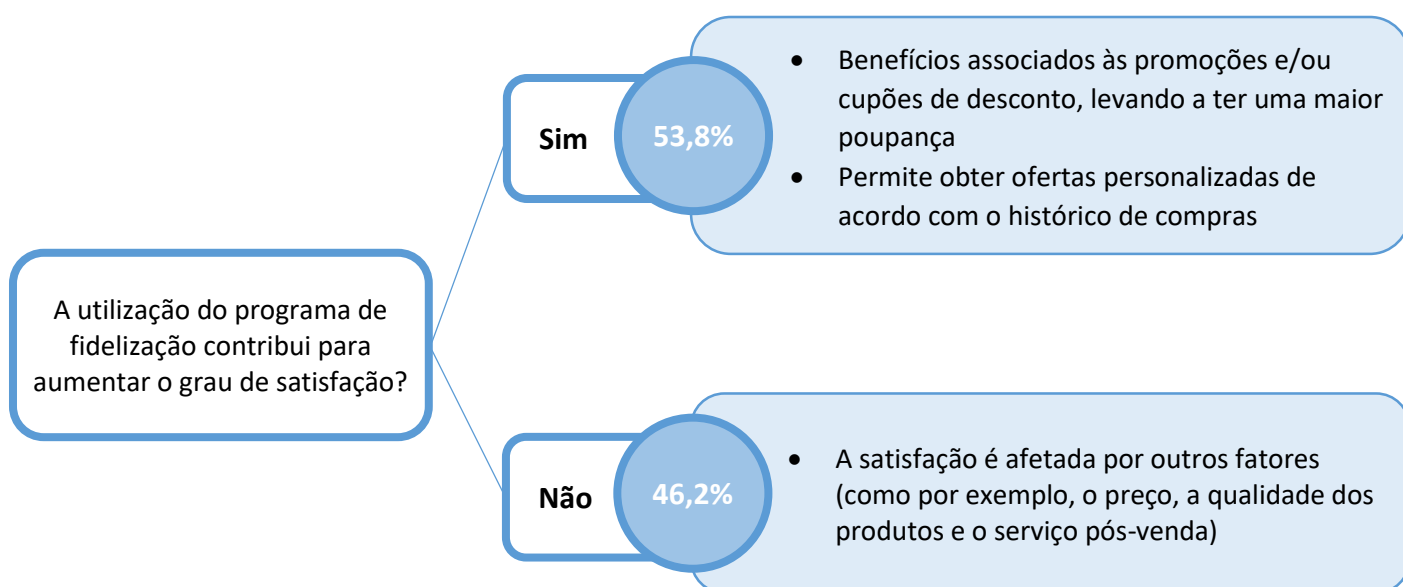 A utilização do programa de
fidelização contribui para
aumentar o grau de satisfação?
Sim
53,8%
• Benefícios associados às promoções e/ou
cupões de desconto, levando a ter uma maior
poupança
• Permite obter ofertas personalizadas de
acordo com o histórico de compras
Não
46,2%
• A satisfação é afetada por outros fatores
(como por exemplo, o preço, a qualidade dos
produtos e o serviço pós-venda)